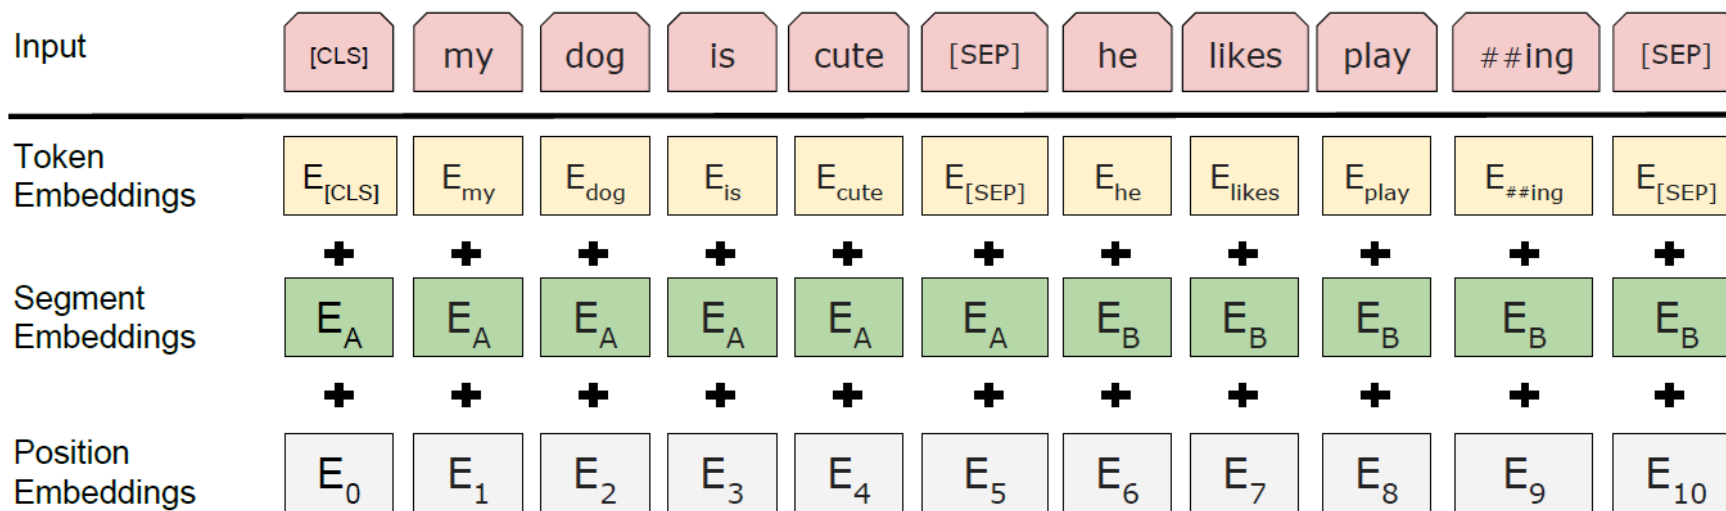 Input [CLS] my dog is cute [SEP] he likes play ##ing [SEP]
Token
Embeddings E[CLS] Emy Edog Eis Ecute E[SEP] Ehe Elikes Eplay E##ing E[SEP]
+ + + + + + + + + + +
Segment
Embeddings EA EA EA EA EA EA EB EB EB EB EB
+ + + + + + + + + + +
Position
Embeddings E0 E1 E2 E3 E4 E5 E6 E7 E8 E9 E10